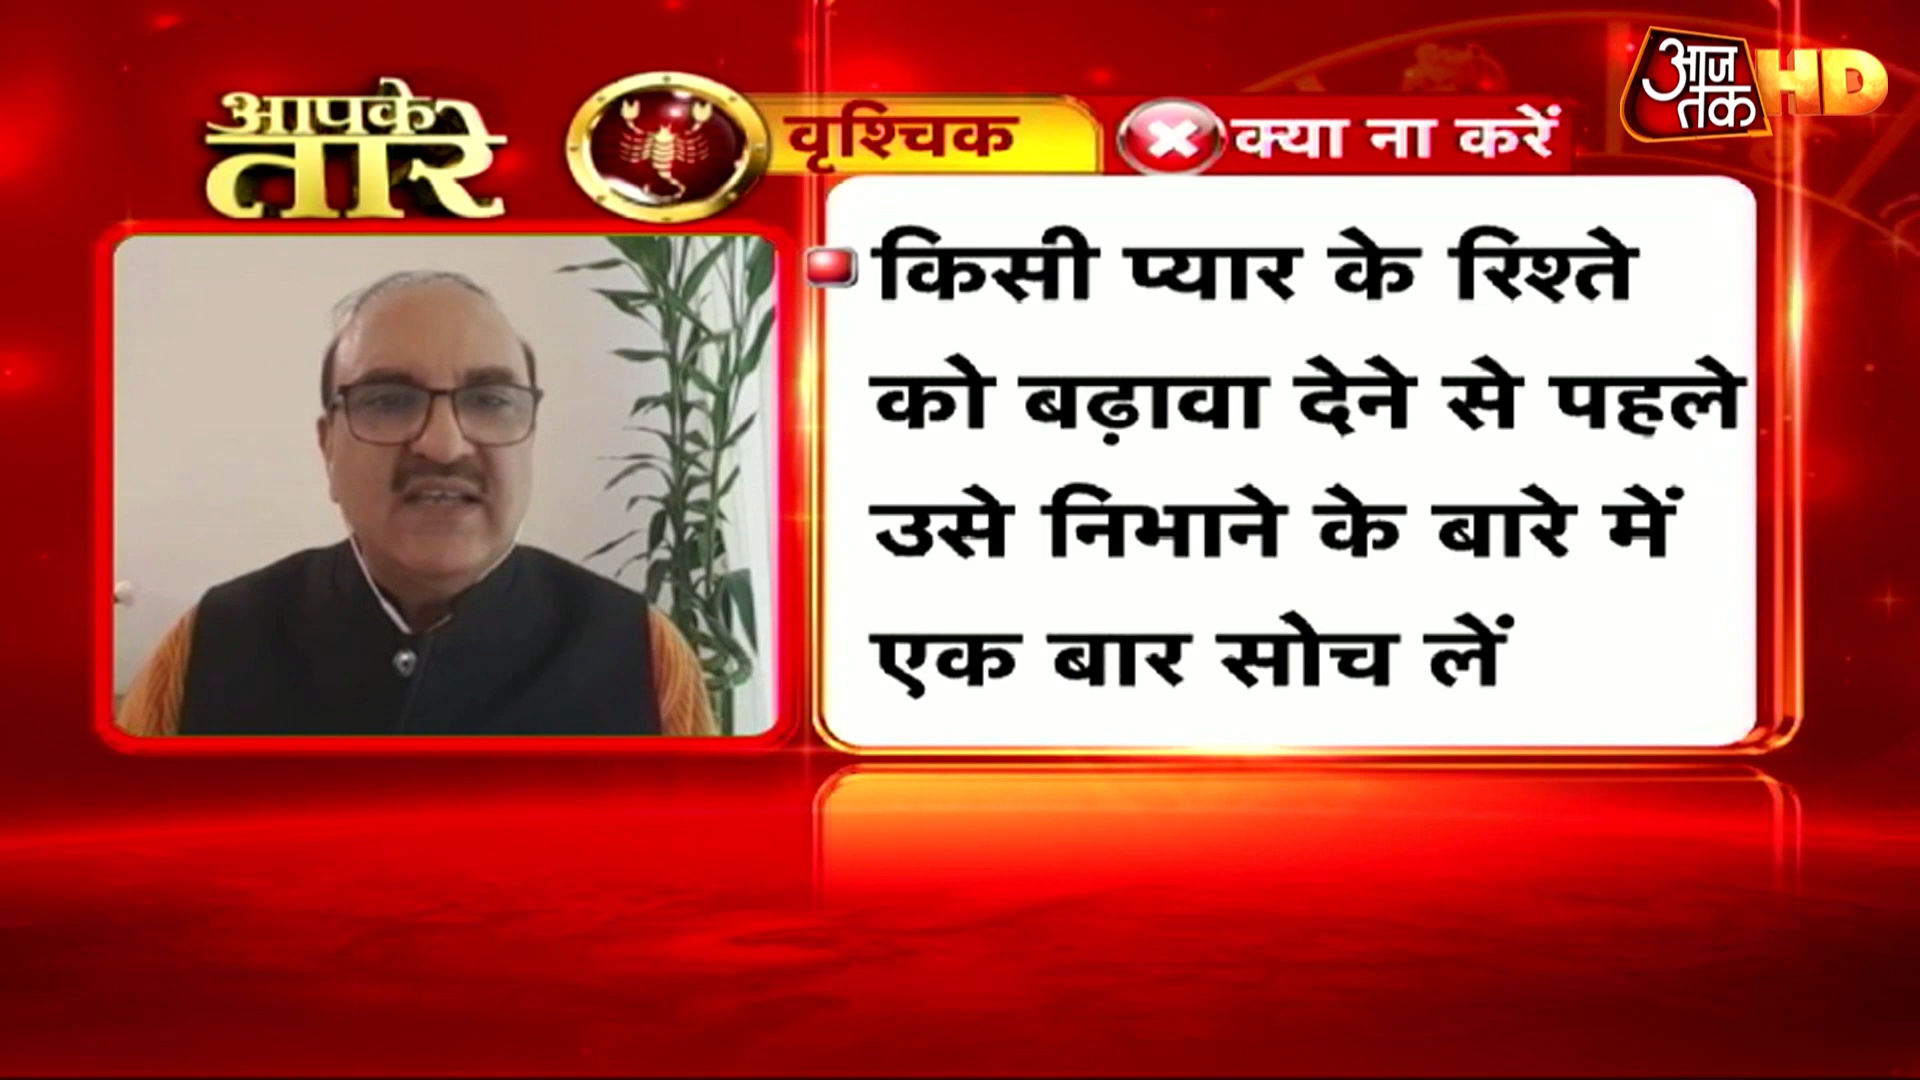 आपके
तारे
वृश्चिक
क्या ना करें
आज
तक HD
किसी प्यार के रिश्ते
को बढ़ावा देने से पहले
उसे निभाने के बारे में
एक बार सोच लें